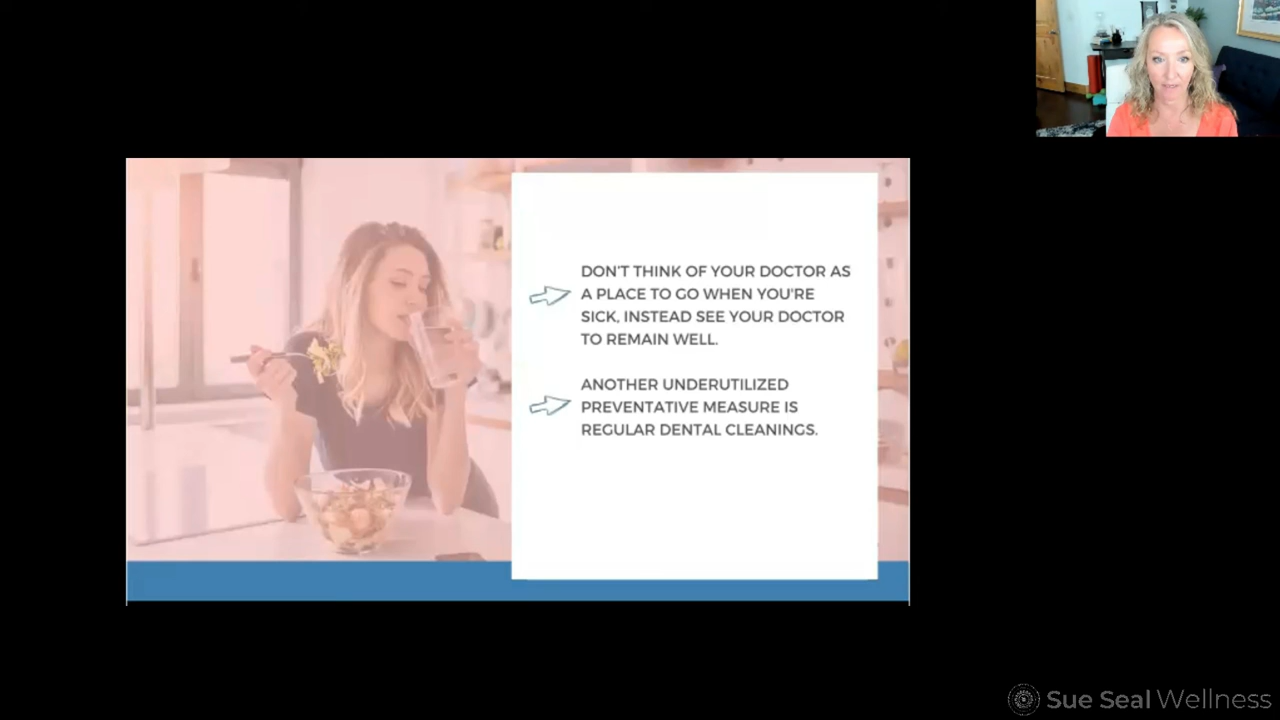 DON'T THINK OF YOUR DOCTOR AS
A PLACE TO GO WHEN YOU'RE
SICK, INSTEAD SEE YOUR DOCTOR
TO REMAIN WELL.
ANOTHER UNDERUTILIZED
PREVENTATIVE MEASURE IS
REGULAR DENTAL CLEANINGS.
Sue Seal Wellness